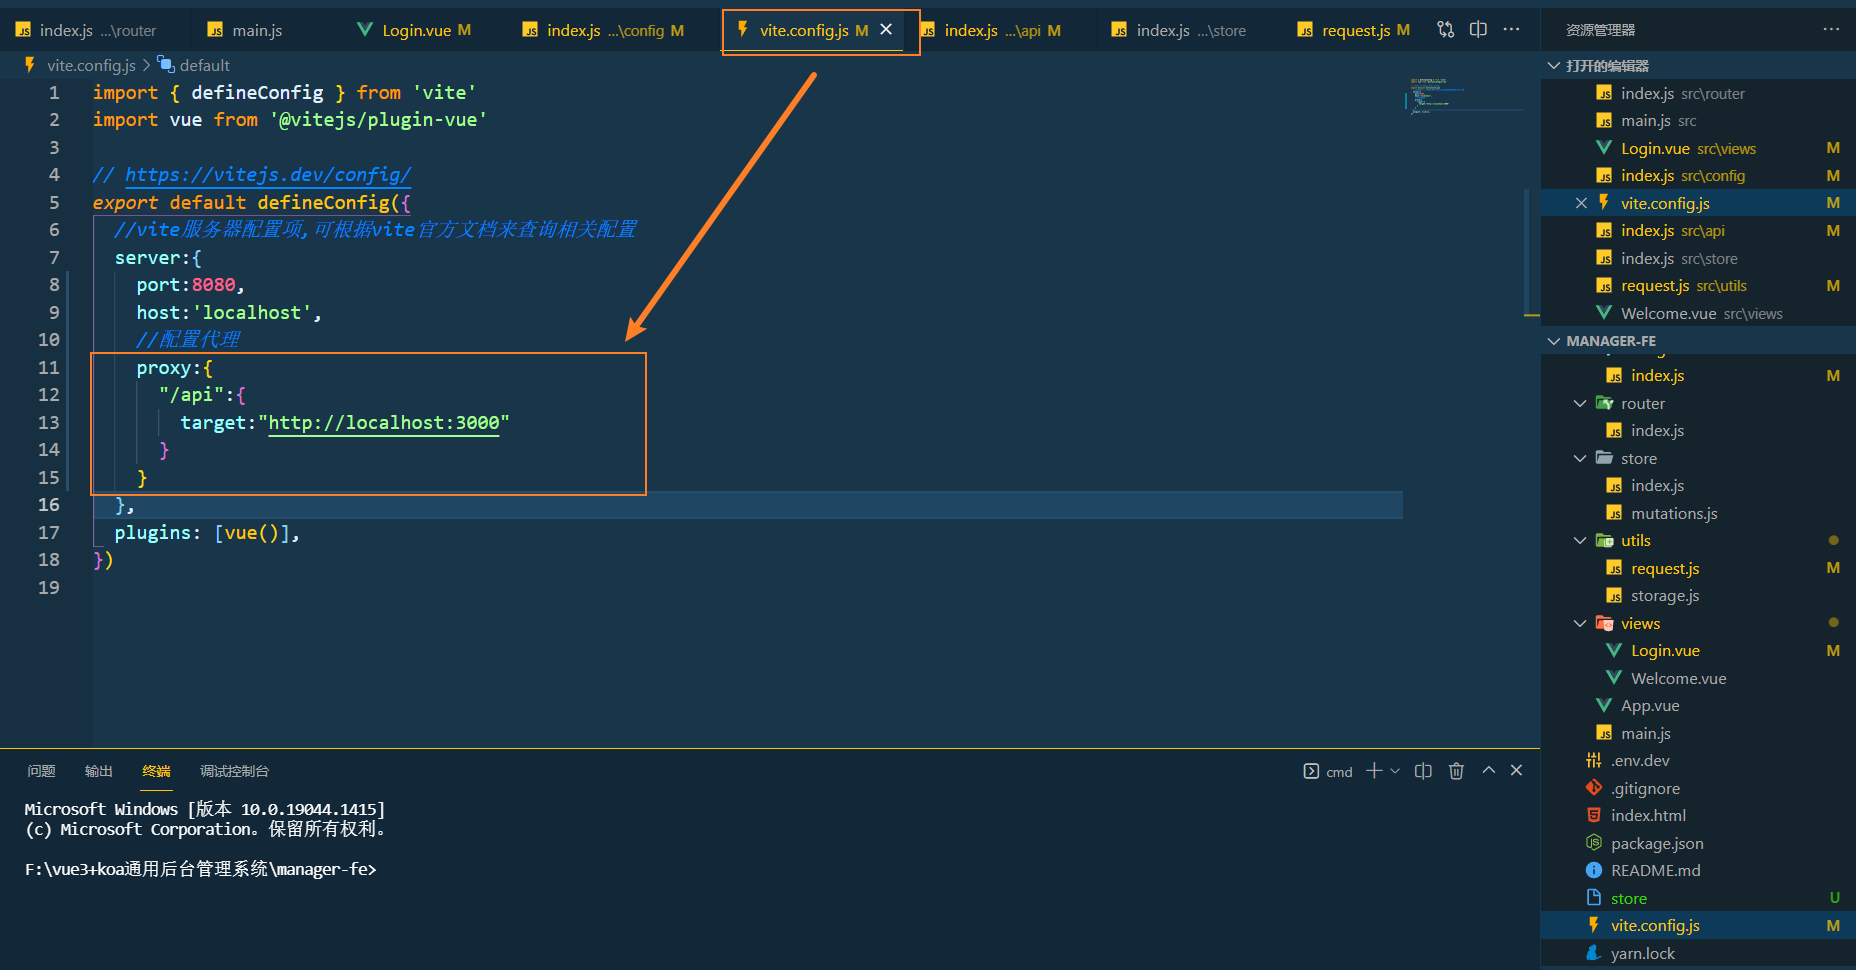 index.js ...\router main.js Login.vue M index.js ...\config M vite.config.js M index.js ...\api M index.js ...\store request.js M
vite.config.js > default
1 import { defineConfig } from 'vite'
2 import vue from '@vitejs/plugin-vue'
3
4 // https://vitejs.dev/config/
5 export default defineConfig({
6 //vite服务器配置项,可根据vite官方文档来查询相关配置
7 server:{
8 port:8080,
9 host:'localhost',
10 //配置代理
11 proxy:{
12 "/api":{
13 target:"http://localhost:3000"
14 }
15 }
16 },
17 plugins: [vue()],
18 })
19
问题 输出 终端 调试控制台
cmd
Microsoft Windows [版本 10.0.19044.1415]
(c) Microsoft Corporation。保留所有权利。
F:\vue3+koa通用后台管理系统\manager-fe>
资源管理器
打开的编辑器
index.js src\router
main.js src
Login.vue src\views M
index.js src\config M
vite.config.js M
index.js src\api M
index.js src\store
request.js src\utils M
Welcome.vue src\views
MANAGER-FE
index.js M
router
index.js
store
index.js
mutations.js
utils
request.js M
storage.js
views
Login.vue M
Welcome.vue
App.vue
main.js
.env.dev
.gitignore
index.html
package.json
README.md
store U
vite.config.js M
yarn.lock